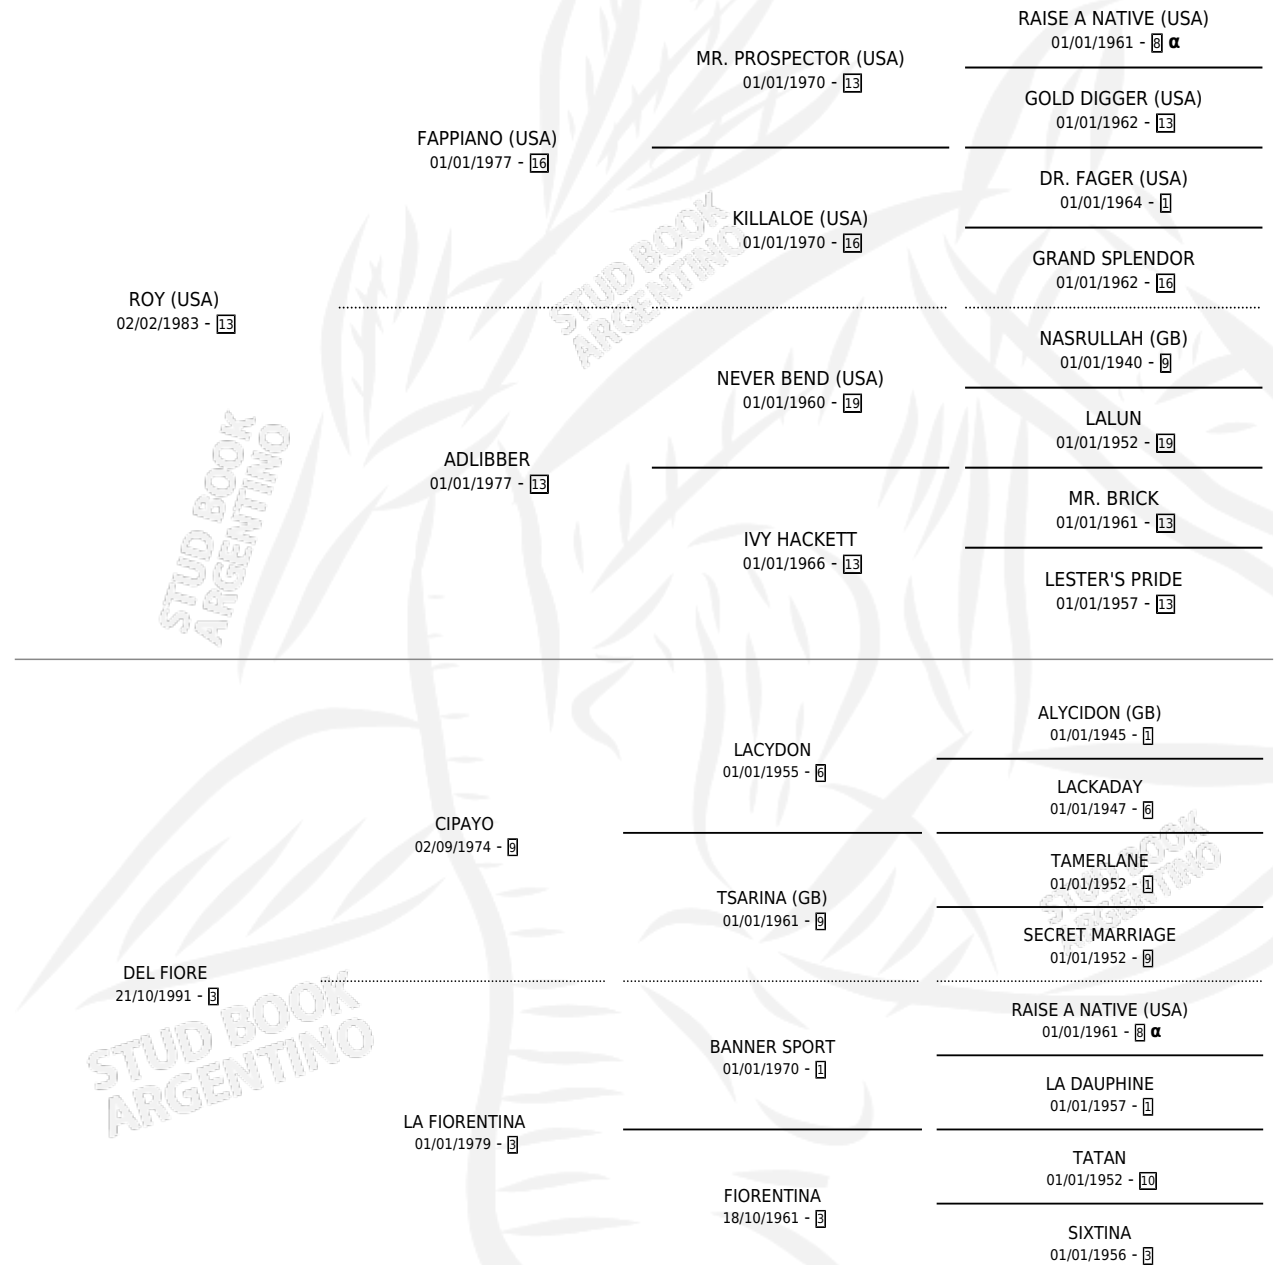 RAISE A NATIVE (USA)
01/01/1961 - 8 α
MR. PROSPECTOR (USA)
01/01/1970 - 13
GOLD DIGGER (USA)
01/01/1962 - 13
FAPPIANO (USA)
01/01/1977 - 16
DR. FAGER (USA)
01/01/1964 - 1
KILLALOE (USA)
01/01/1970 - 16
GRAND SPLENDOR
01/01/1962 - 16
ROY (USA)
02/02/1983 - 13
NASRULLAH (GB)
01/01/1940 - 9
NEVER BEND (USA)
01/01/1960 - 19
LALUN
01/01/1952 - 19
ADLIBBER
01/01/1977 - 13
MR. BRICK
01/01/1961 - 13
IVY HACKETT
01/01/1966 - 13
LESTER'S PRIDE
01/01/1957 - 13
ALYCIDON (GB)
01/01/1945 - 1
LACYDON
01/01/1955 - 6
LACKADAY
01/01/1947 - 6
CIPAYO
02/09/1974 - 9
TAMERLANE
01/01/1952 - 1
TSARINA (GB)
01/01/1961 - 9
SECRET MARRIAGE
01/01/1952 - 9
DEL FIORE
21/10/1991 - 3
RAISE A NATIVE (USA)
01/01/1961 - 8 α
BANNER SPORT
01/01/1970 - 1
LA DAUPHINE
01/01/1957 - 1
LA FIORENTINA
01/01/1979 - 3
TATAN
01/01/1952 - 10
FIORENTINA
18/10/1961 - 3
SIXTINA
01/01/1956 - 3
STUD BOOK
ARGENTINO
STUD BOOK
ARGENTINO
STUD BOOK
ARGENTINO
STUD BOOK
ARGENTINO